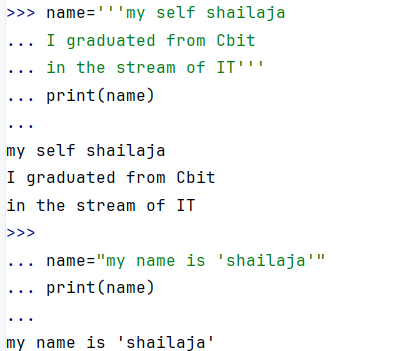 >>> name='''my self shailaja
... I graduated from Cbit
... in the stream of IT'''
... print(name)
...
my self shailaja
I graduated from Cbit
in the stream of IT
>>>
... name="my name is 'shailaja'"
... print(name)
...
my name is 'shailaja'